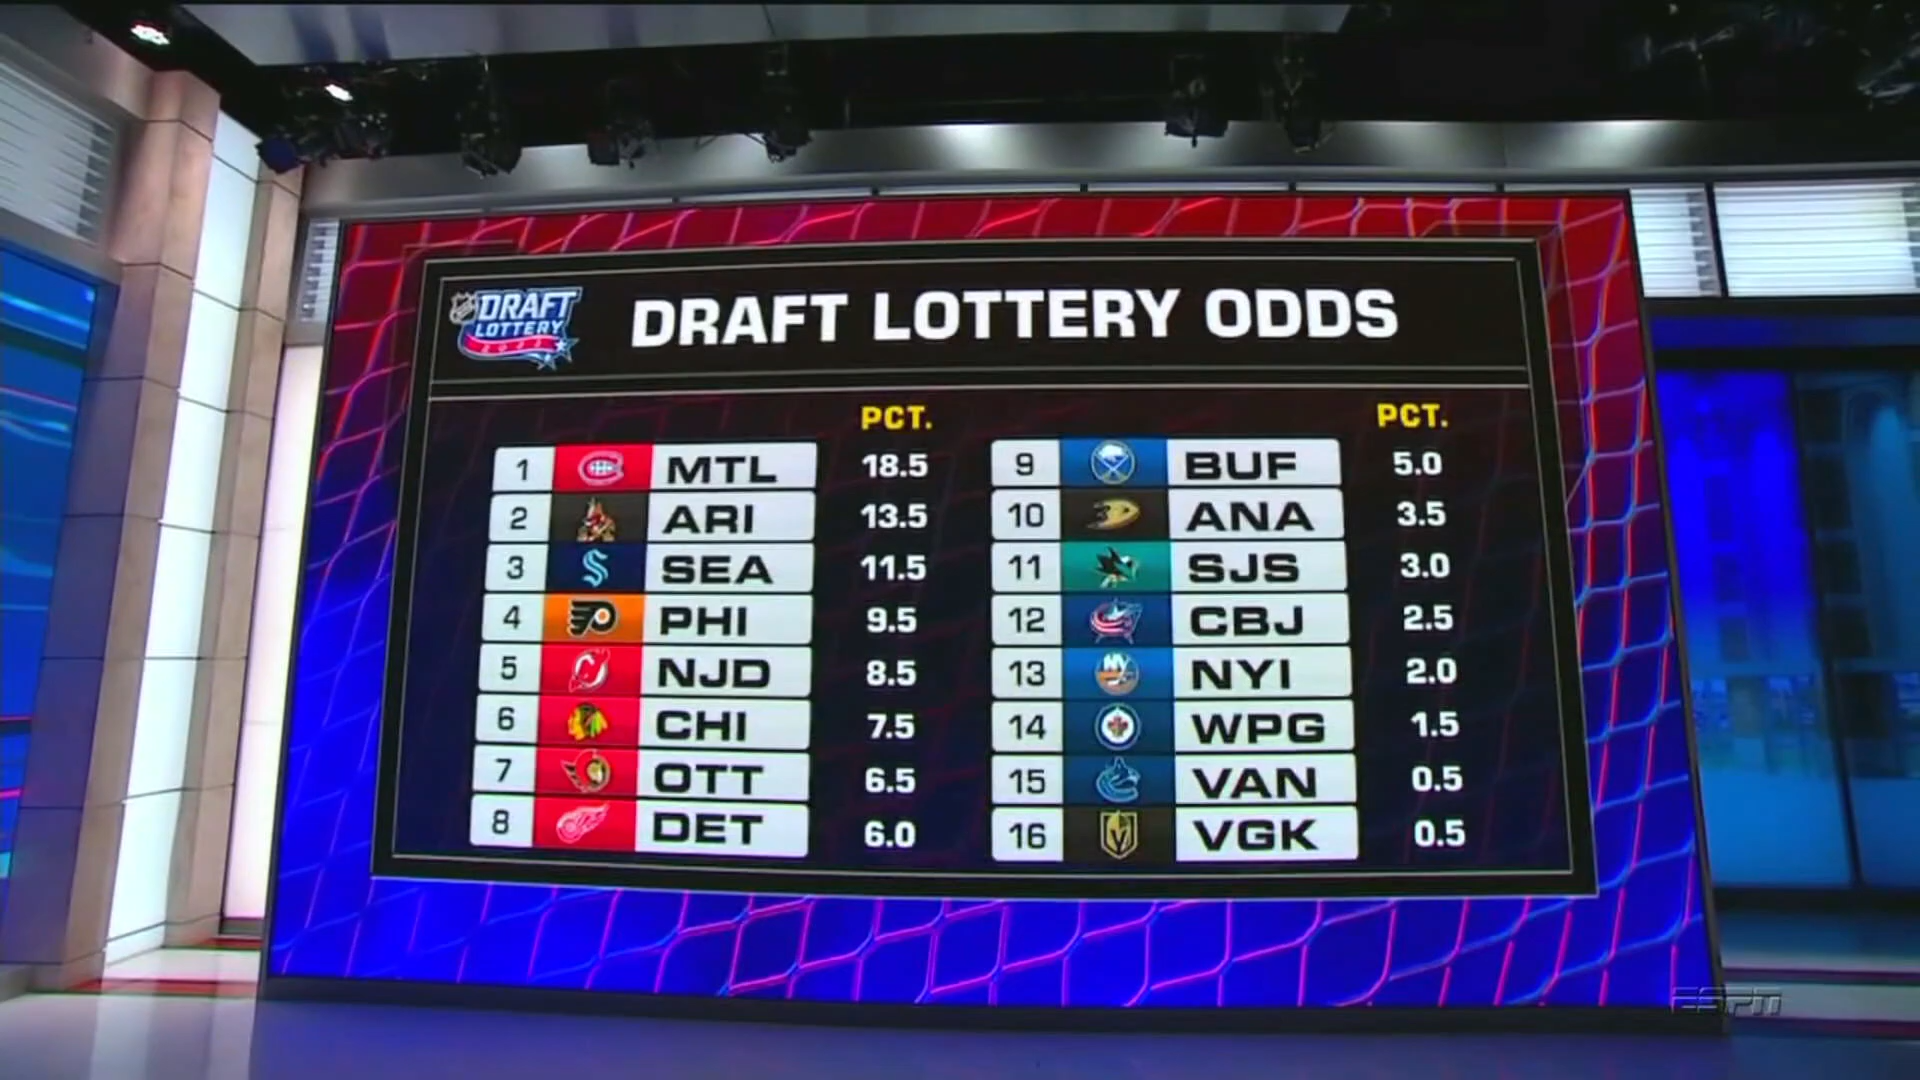 DRAFT
LOTTERY
DRAFT LOTTERY ODDS
PCT.
1 MTL 18.5
2 ARI 13.5
3 SEA 11.5
4 PHI 9.5
5 NJD 8.5
6 CHI 7.5
7 OTT 6.5
8 DET 6.0
PCT.
9 BUF 5.0
10 ANA 3.5
11 SJS 3.0
12 CBJ 2.5
13 NYI 2.0
14 WPG 1.5
15 VAN 0.5
16 VGK 0.5
ESPN